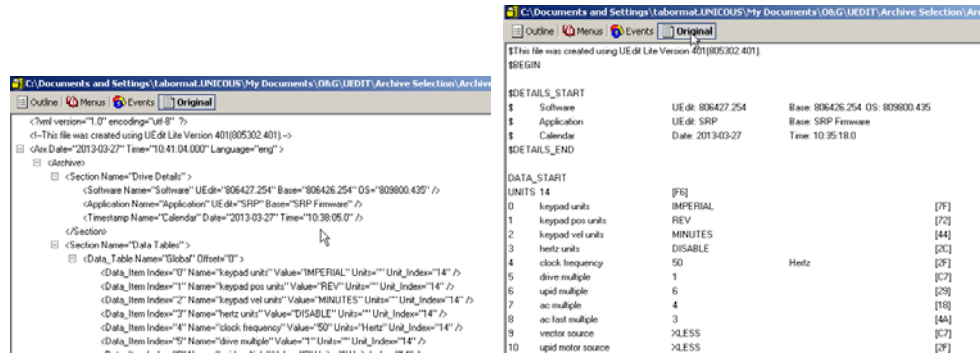 C:\Documents and Settings\tabormat.UNICOUS\My Documents\O&G\UEDIT\Archive Selection\Archive
Outline Menus Events Original
<?xml version="1.0" encoding="utf-8" ?>
<!--This file was created using UEdit Lite Version 401(805302.401).-->
<Arx Date="2013-03-27" Time="10:41:04.000" Language="eng" >
<Archive>
<Section Name="Drive Details" >
<Software Name="Software" UEdit="806427.254" Base="806426.254" OS="809800.435" />
<Application Name="Application" UEdit="SRP" Base="SRP Firmware" />
<Timestamp Name="Calendar" Date="2013-03-27" Time="10:38:05.0" />
</Section>
<Section Name="Data Tables" >
<Data_Table Name="Global" Offset="0" >
<Data_Item Index="0" Name="keypad units" Value="IMPERIAL" Units="" Unit_Index="14" />
<Data_Item Index="1" Name="keypad pos units" Value="REV" Units="" Unit_Index="14" />
<Data_Item Index="2" Name="keypad vel units" Value="MINUTES" Units="" Unit_Index="14" />
<Data_Item Index="3" Name="hertz units" Value="DISABLE" Units="" Unit_Index="14" />
<Data_Item Index="4" Name="clock frequency" Value="50" Units="Hertz" Unit_Index="14" />
<Data_Item Index="5" Name="drive multiple" Value="1" Units="" Unit_Index="14" />
C:\Documents and Settings\tabormat.UNICOUS\My Documents\O&G\UEDIT\Archive Selection\Ar
Outline Menus Events Original
$This file was created using UEdit Lite Version 401(805302.401).
$BEGIN
$DETAILS_START
$ Software UEdit: 806427.254 Base: 806426.254 OS: 809800.435
$ Application UEdit: SRP Base: SRP Firmware
$ Calendar Date: 2013-03-27 Time: 10:35:18.0
$DETAILS_END
DATA_START
UNITS 14 [F6]
0 keypad units IMPERIAL [7F]
1 keypad pos units REV [72]
2 keypad vel units MINUTES [44]
3 hertz units DISABLE [2C]
4 clock frequency 50 Hertz [2F]
5 drive multiple 1 [C7]
6 upid multiple 6 [29]
7 ac multiple 4 [18]
8 ac fast multiple 3 [4A]
9 vector source XLESS [C7]
10 upid motor source XLESS [2F]